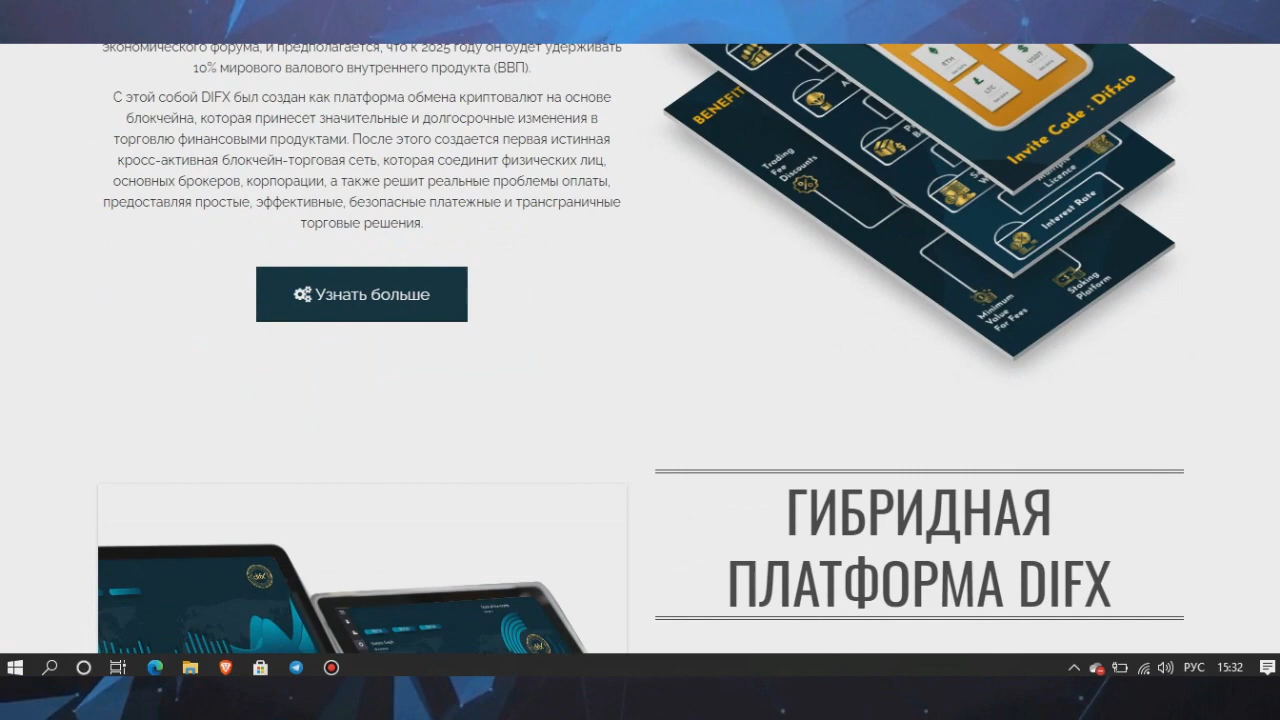 экономического форума, и предполагается, что к 2025 году он будет удерживать
10% мирового валового внутреннего продукта (ВВП).
С этой собой DIFX был создан как платформа обмена криптовалют на основе
блокчейна, которая принесет значительные и долгосрочные изменения в
торговлю финансовыми продуктами. После этого создается первая истинная
кросс-активная блокчейн-торговая сеть, которая соединит физических лиц,
основных брокеров, корпорации, а также решит реальные проблемы оплаты,
предоставляя простые, эффективные, безопасные платежные и трансграничные
торговые решения.
Узнать больше
ETH
USDT
LTC
Invite Code : Difxio
BENEFIT
Trading
Fee
Discounts
Multiple
Licence
Interest Rate
Staking
Platform
Minimum
Value
For Fees
ГИБРИДНАЯ
ПЛАТФОРМА DIFX
РУС
15:32